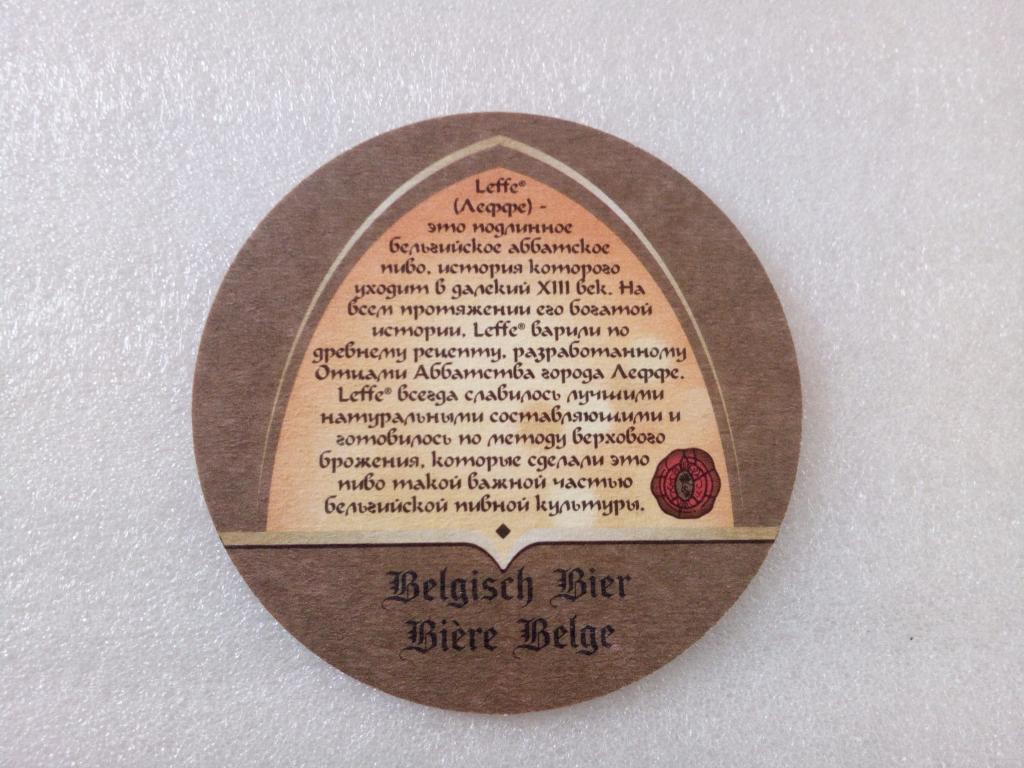 Leffe®
(Леффе) -
это подлинное
бельгийское аббатское
пиво, история которого
уходит в далекий XIII век. На
всем протяжении его богатой
истории, Leffe® варили по
древнему рецепту, разработанному
Отцами Аббатства города Леффе.
Leffe® всегда славилось лучшими
натуральными составляющими и
готовилось по методу верхового
брожения, которые сделали это
пиво такой важной частью
бельгийской пивной культуры.
Belgisch Bier
Bière Belge